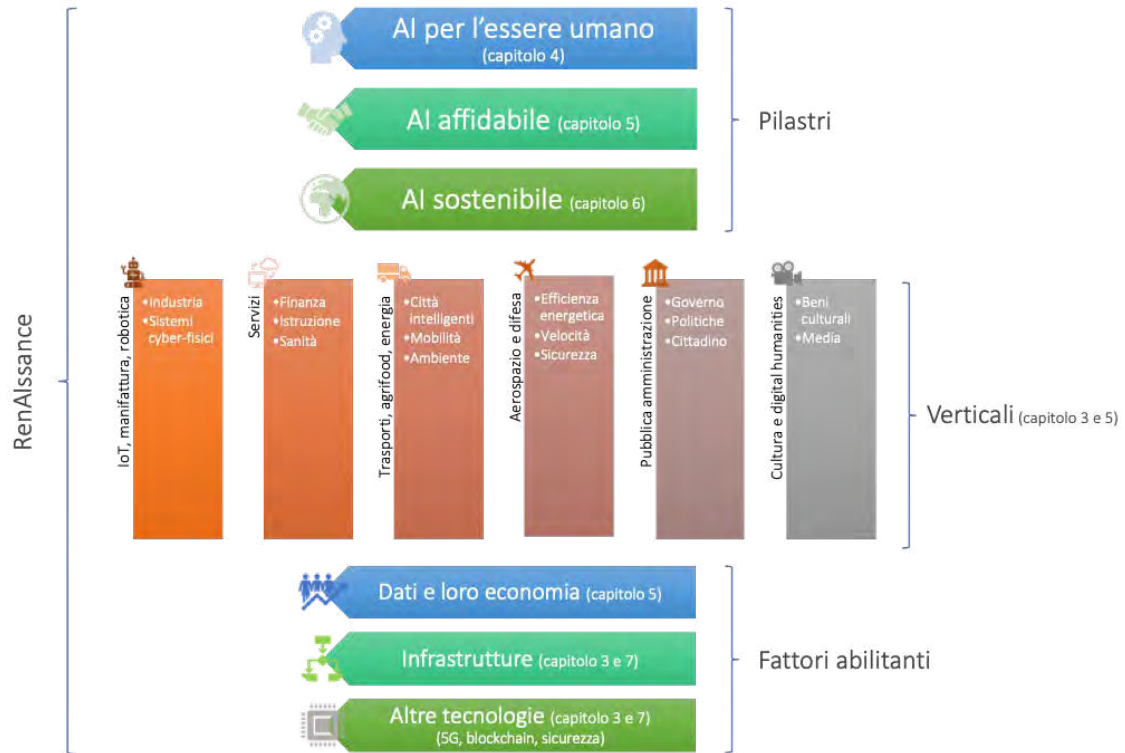 AI per l'essere umano
(capitolo 4)
AI affidabile (capitolo 5)
Pilastri
AI sostenibile (capitolo 6)
RenAIssance
IoT, manifattura, robotica
•Industria
•Sistemi
cyber-fisici
Servizi
•Finanza
•Istruzione
•Sanità
Trasporti, agrifood, energia
•Città
intelligenti
•Mobilità
•Ambiente
Aerospazio e difesa
•Efficienza
energetica
•Velocità
•Sicurezza
Pubblica amministrazione
•Governo
•Politiche
•Cittadino
Cultura e digital humanities
•Beni
culturali
•Media
Verticali (capitolo 3 e 5)
Dati e loro economia (capitolo 5)
Infrastrutture (capitolo 3 e 7)
Fattori abilitanti
Altre tecnologie (capitolo 3 e 7)
(5G, blockchain, sicurezza)